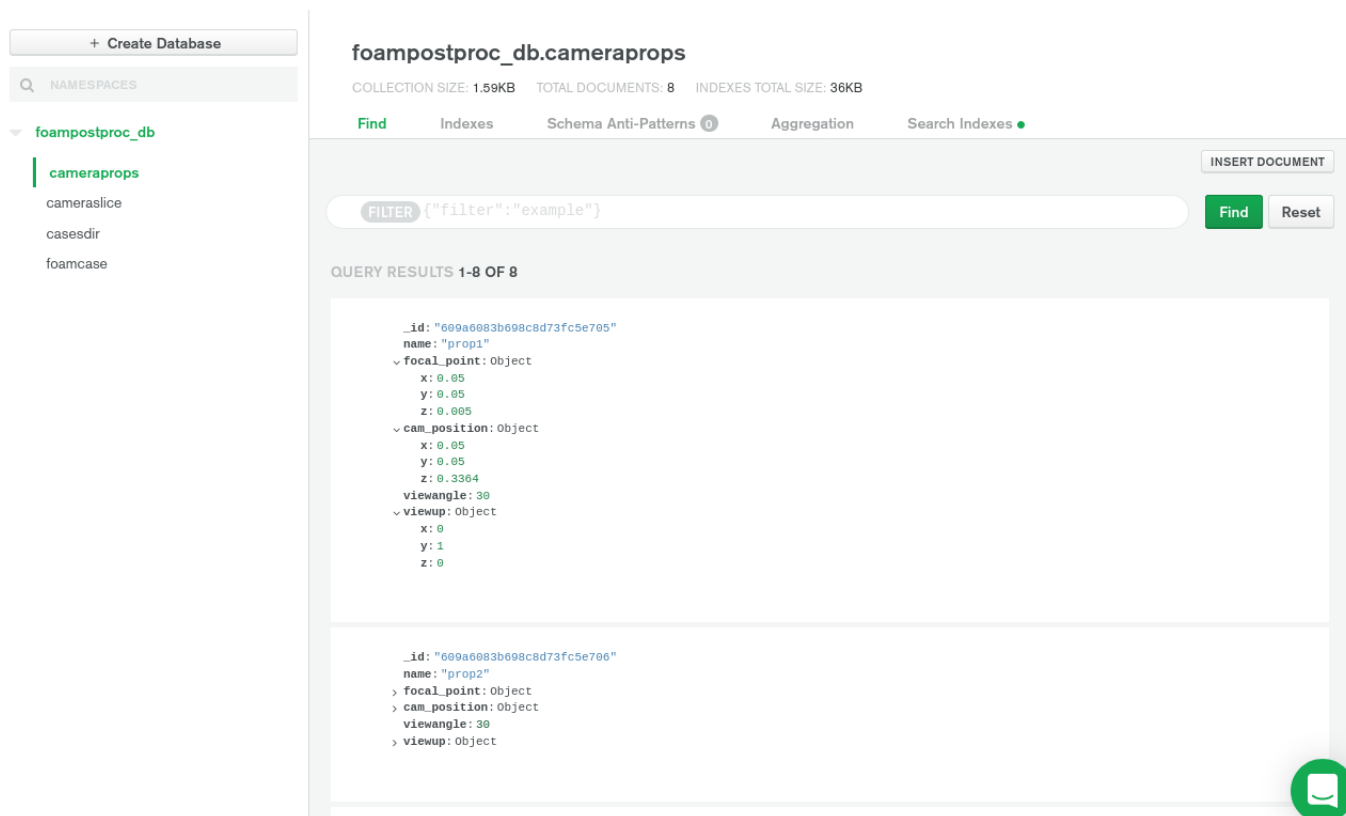 + Create Database
NAMESPACES
foampostproc_db
cameraprops
cameraslice
casesdir
foamcase
foampostproc_db.cameraprops
COLLECTION SIZE: 1.59KB TOTAL DOCUMENTS: 8 INDEXES TOTAL SIZE: 36KB
Find Indexes Schema Anti-Patterns 0 Aggregation Search Indexes
INSERT DOCUMENT
FILTER {"filter":"example"} Find Reset
QUERY RESULTS 1-8 OF 8
_id: "609a6083b698c8d73fc5e705"
name: "prop1"
focal_point: Object
x: 0.05
y: 0.05
z: 0.005
cam_position: Object
x: 0.05
y: 0.05
z: 0.3364
viewangle: 30
viewup: Object
x: 0
y: 1
z: 0
_id: "609a6083b698c8d73fc5e706"
name: "prop2"
focal_point: Object
cam_position: Object
viewangle: 30
viewup: Object